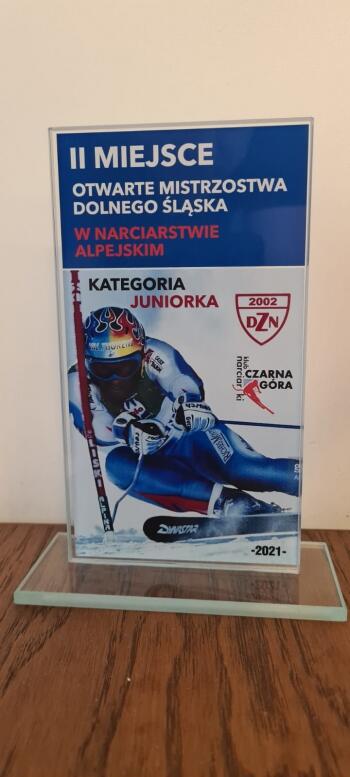 II MIEJSCE
OTWARTE MISTRZOSTWA
DOLNEGO ŚLĄSKA
W NARCIARSTWIE
ALPEJSKIM
KATEGORIA
JUNIORKA
2002
DZN
klub
narciarski
CZARNA
GÓRA
DYNASTAR
-2021-